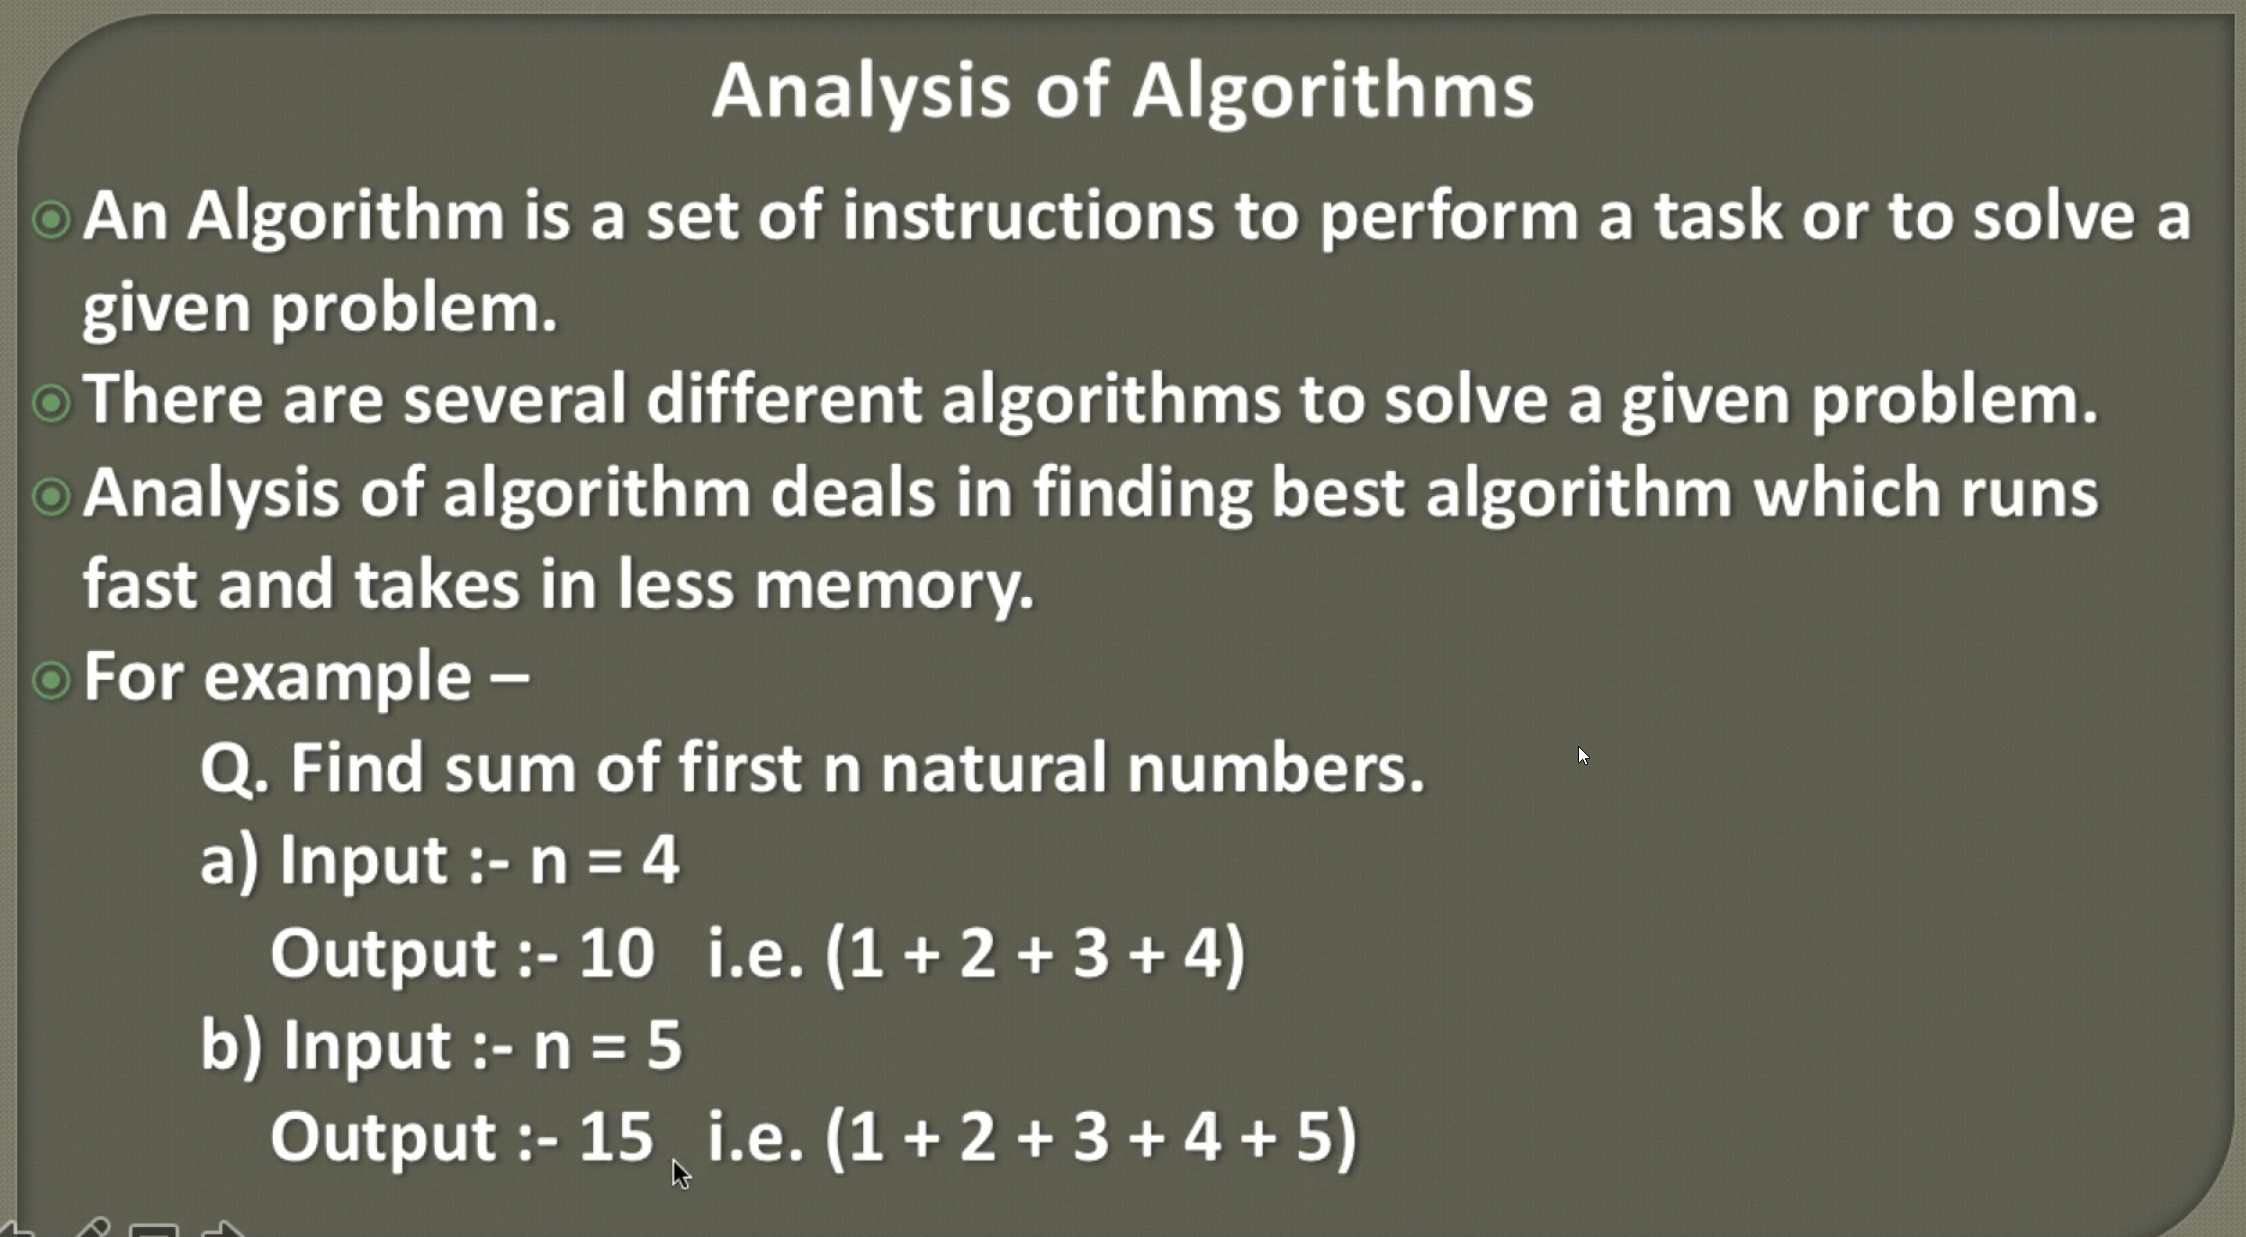 Analysis of Algorithms
An Algorithm is a set of instructions to perform a task or to solve a
given problem.
There are several different algorithms to solve a given problem.
Analysis of algorithm deals in finding best algorithm which runs
fast and takes in less memory.
For example –
Q. Find sum of first n natural numbers.
a) Input :- n = 4
Output :- 10 i.e. (1 + 2 + 3 + 4)
b) Input :- n = 5
Output :- 15 i.e. (1 + 2 + 3 + 4 + 5)